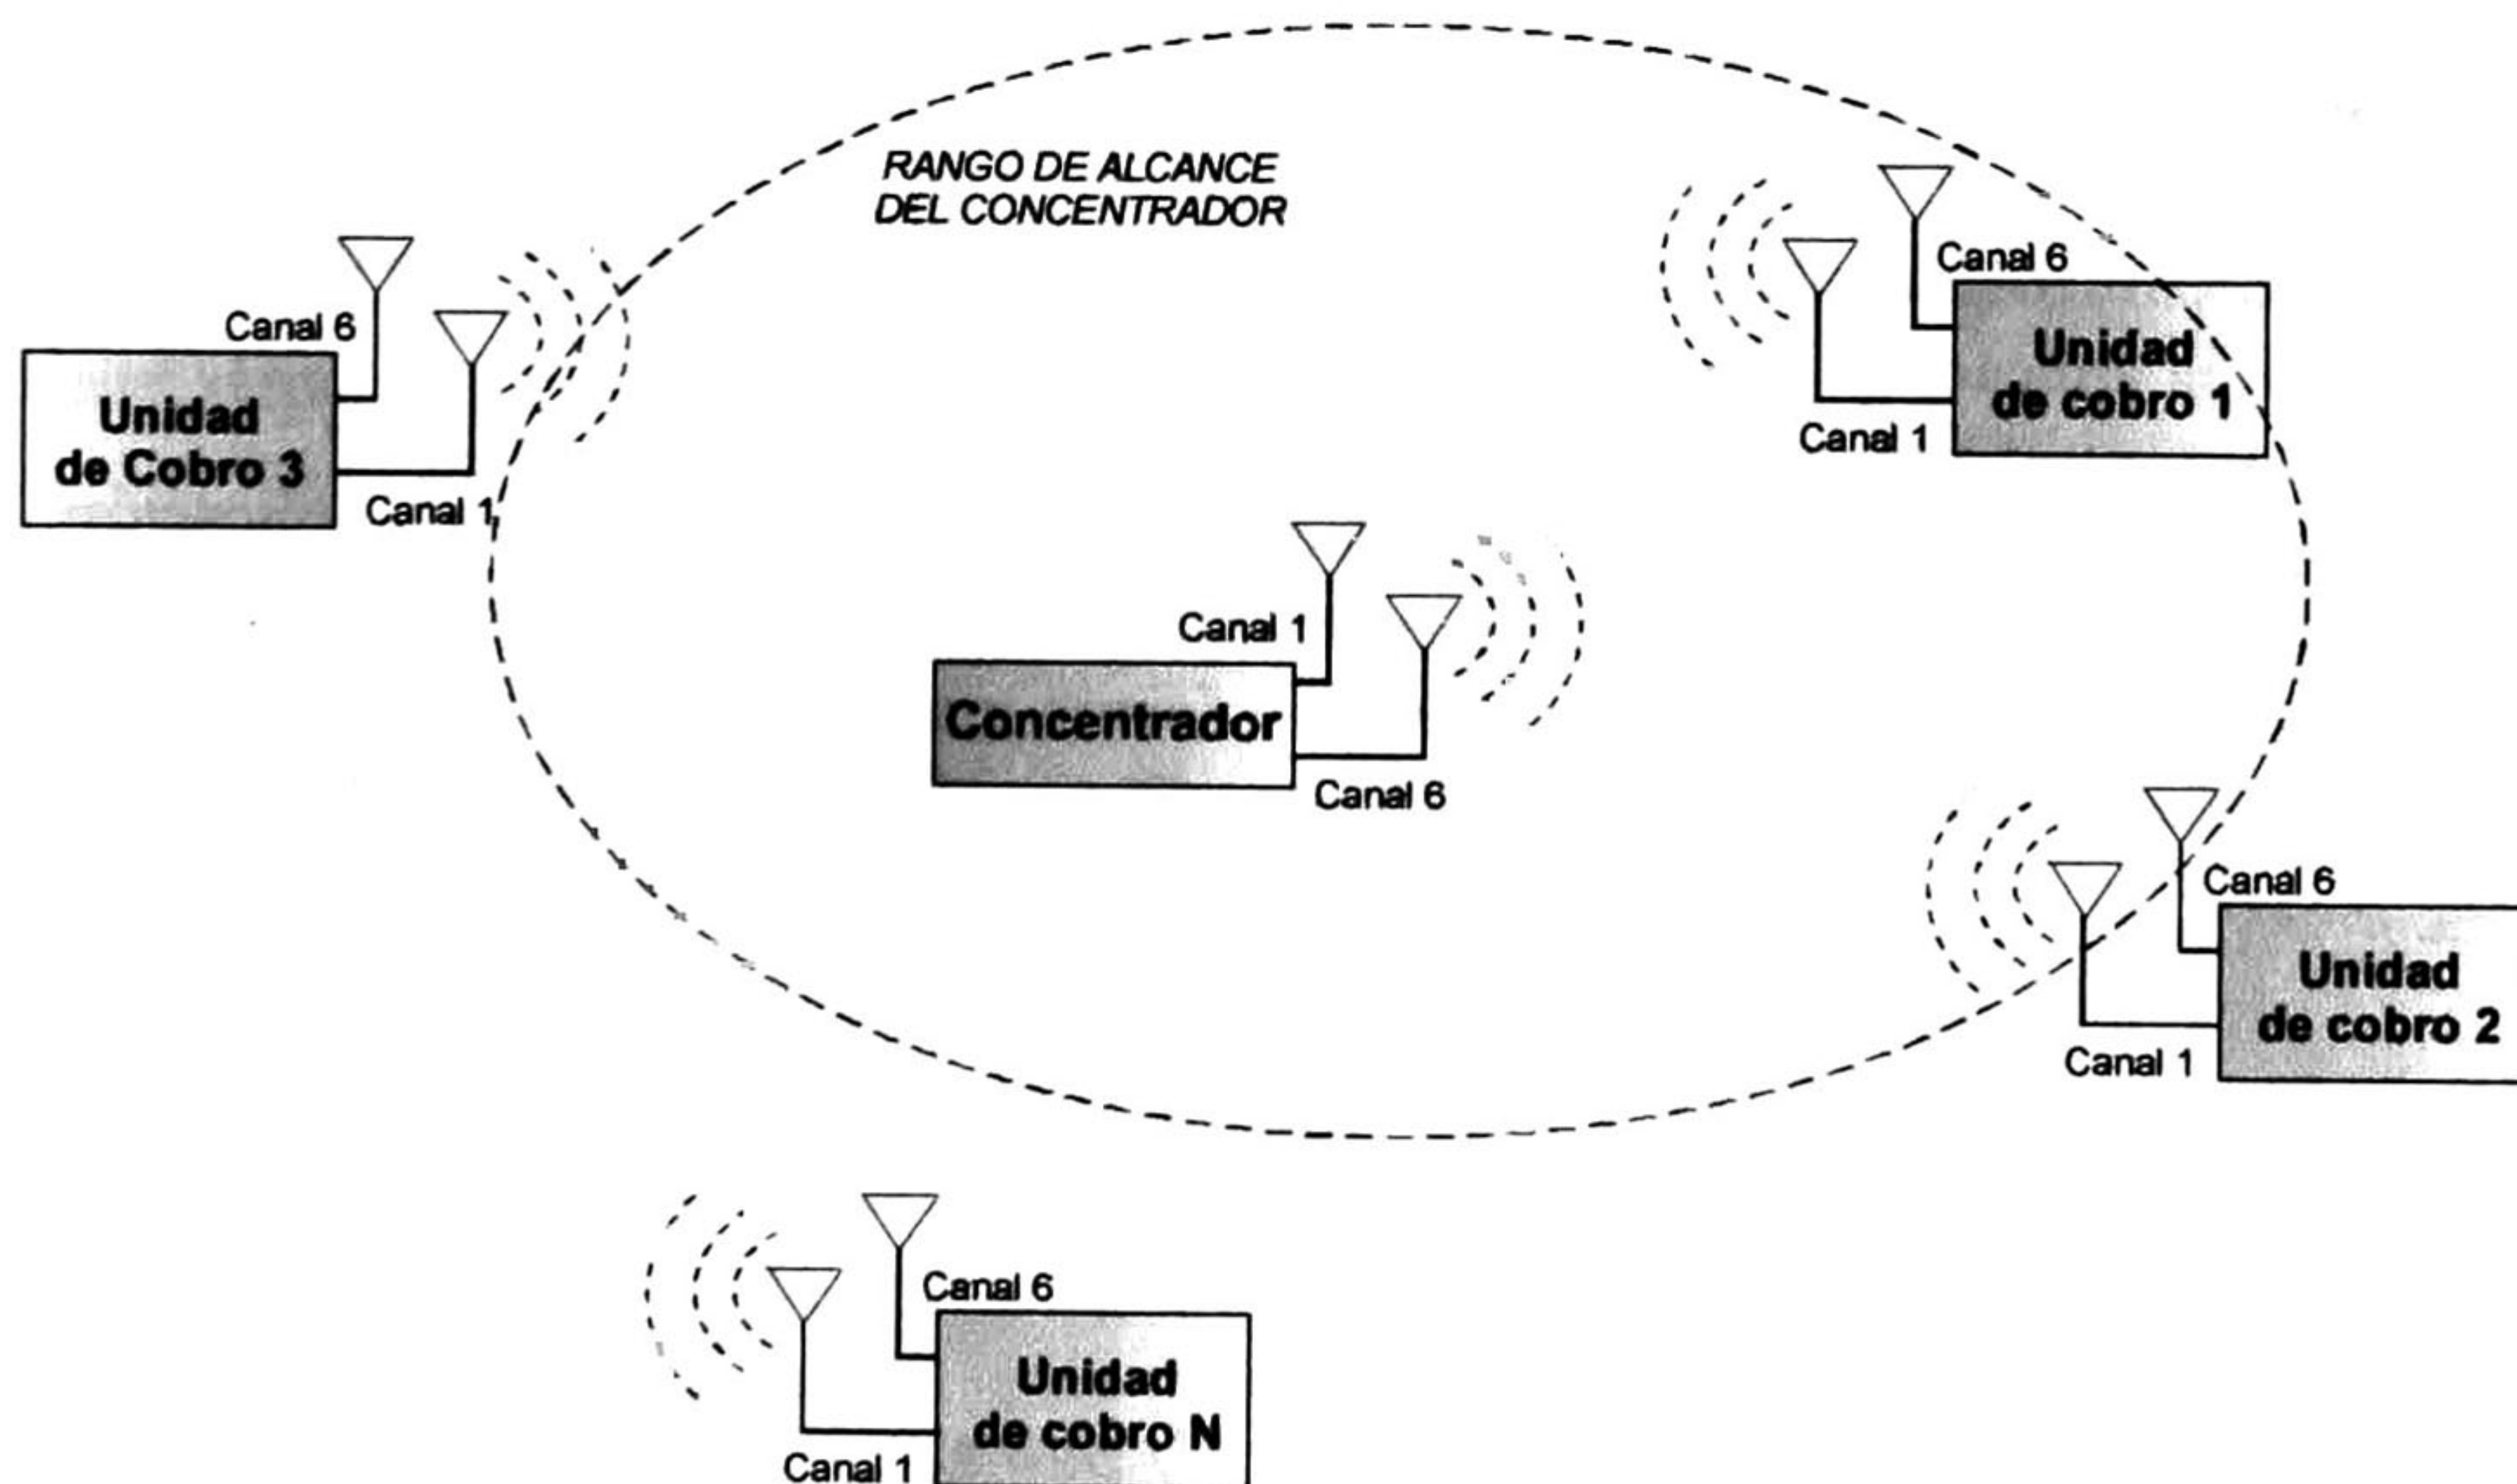 RANGO DE ALCANCE
DEL CONCENTRADOR
Canal 6
Unidad
de Cobro 3
Canal 1
Canal 6
Unidad
de cobro 1
Canal 1
Canal 1
Concentrador
Canal 6
Canal 6
Unidad
de cobro 2
Canal 1
Canal 6
Unidad
de cobro N
Canal 1